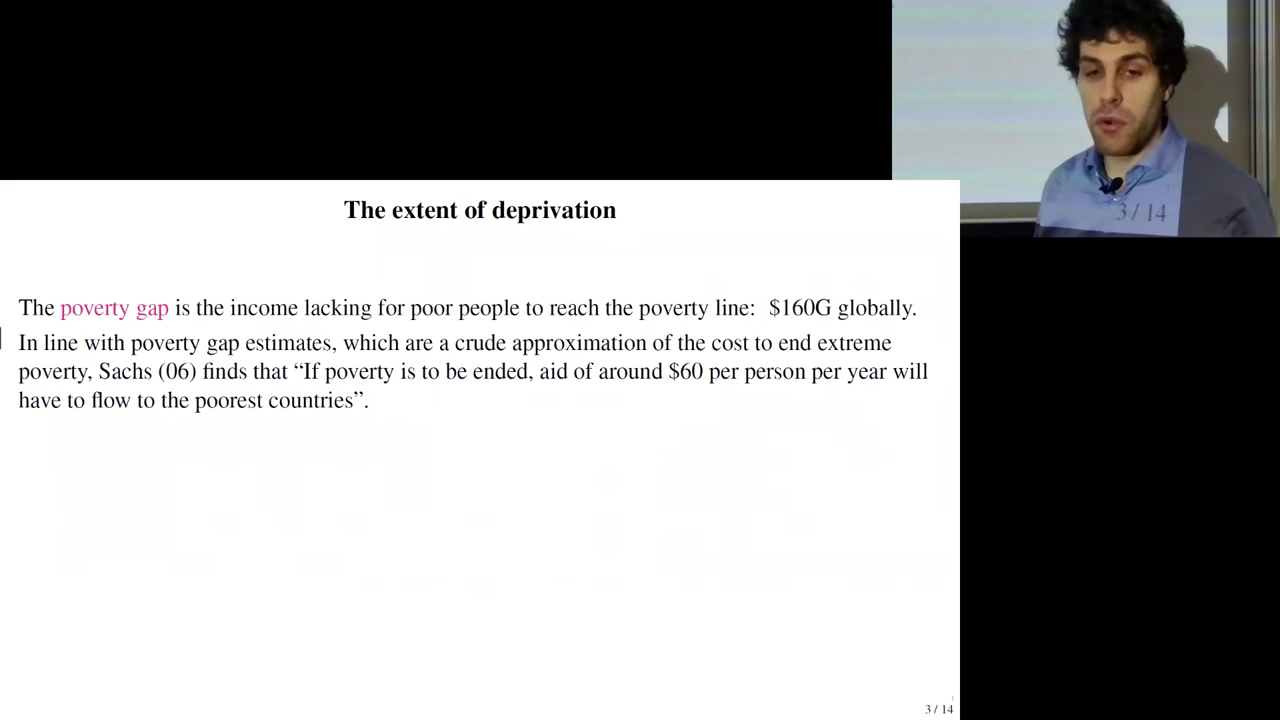 3 / 14
The extent of deprivation
The poverty gap is the income lacking for poor people to reach the poverty line: $160G globally.
In line with poverty gap estimates, which are a crude approximation of the cost to end extreme
poverty, Sachs (06) finds that “If poverty is to be ended, aid of around $60 per person per year will
have to flow to the poorest countries”.
3 / 14